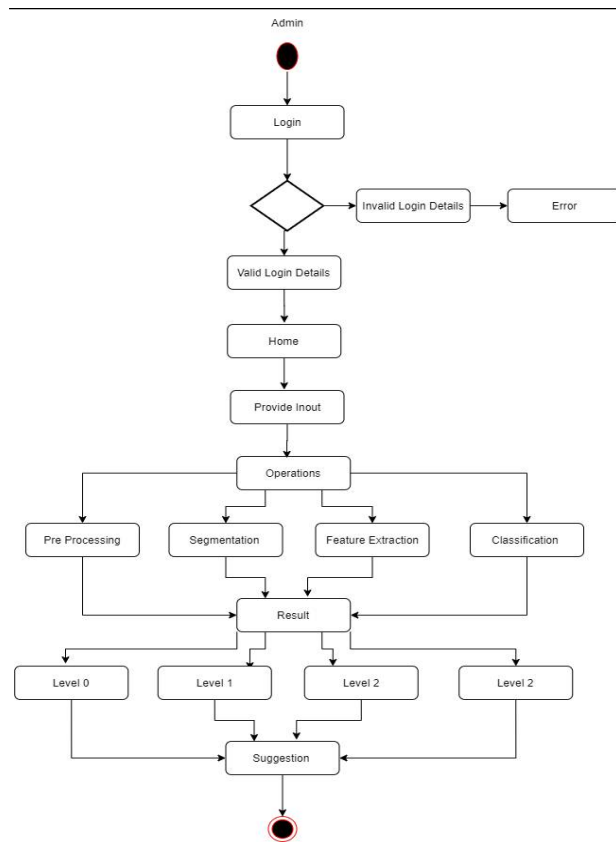 Admin
Login
Invalid Login Details
Error
Valid Login Details
Home
Provide Inout
Operations
Pre Processing
Segmentation
Feature Extraction
Classification
Result
Level 0
Level 1
Level 2
Level 2
Suggestion